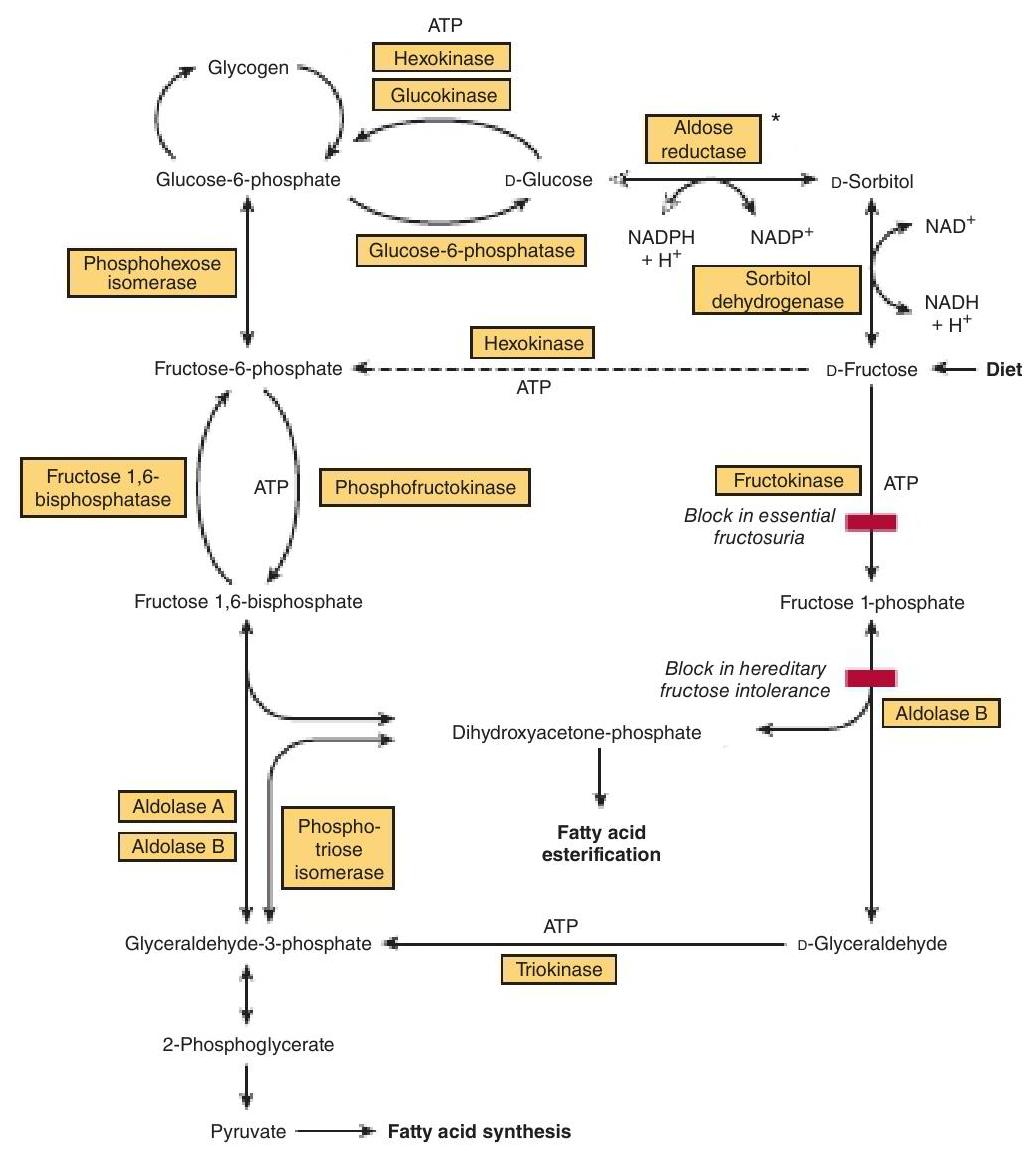 ATP
Hexokinase
Glycogen
Glucokinase
Aldose
reductase
*
Glucose-6-phosphate
D-Glucose
D-Sorbitol
NADPH
+ H+
NADP+
NAD+
Glucose-6-phosphatase
Phosphohexose
isomerase
Sorbitol
dehydrogenase
NADH
+ H+
Hexokinase
Fructose-6-phosphate
ATP
D-Fructose
Diet
Fructose 1,6-
bisphosphatase
ATP
Phosphofructokinase
Fructokinase
ATP
Block in essential
fructosuria
Fructose 1,6-bisphosphate
Fructose 1-phosphate
Block in hereditary
fructose intolerance
Aldolase B
Dihydroxyacetone-phosphate
Aldolase A
Aldolase B
Phospho-
triose
isomerase
Fatty acid
esterification
ATP
Glyceraldehyde-3-phosphate
D-Glyceraldehyde
Triokinase
2-Phosphoglycerate
Pyruvate
Fatty acid synthesis